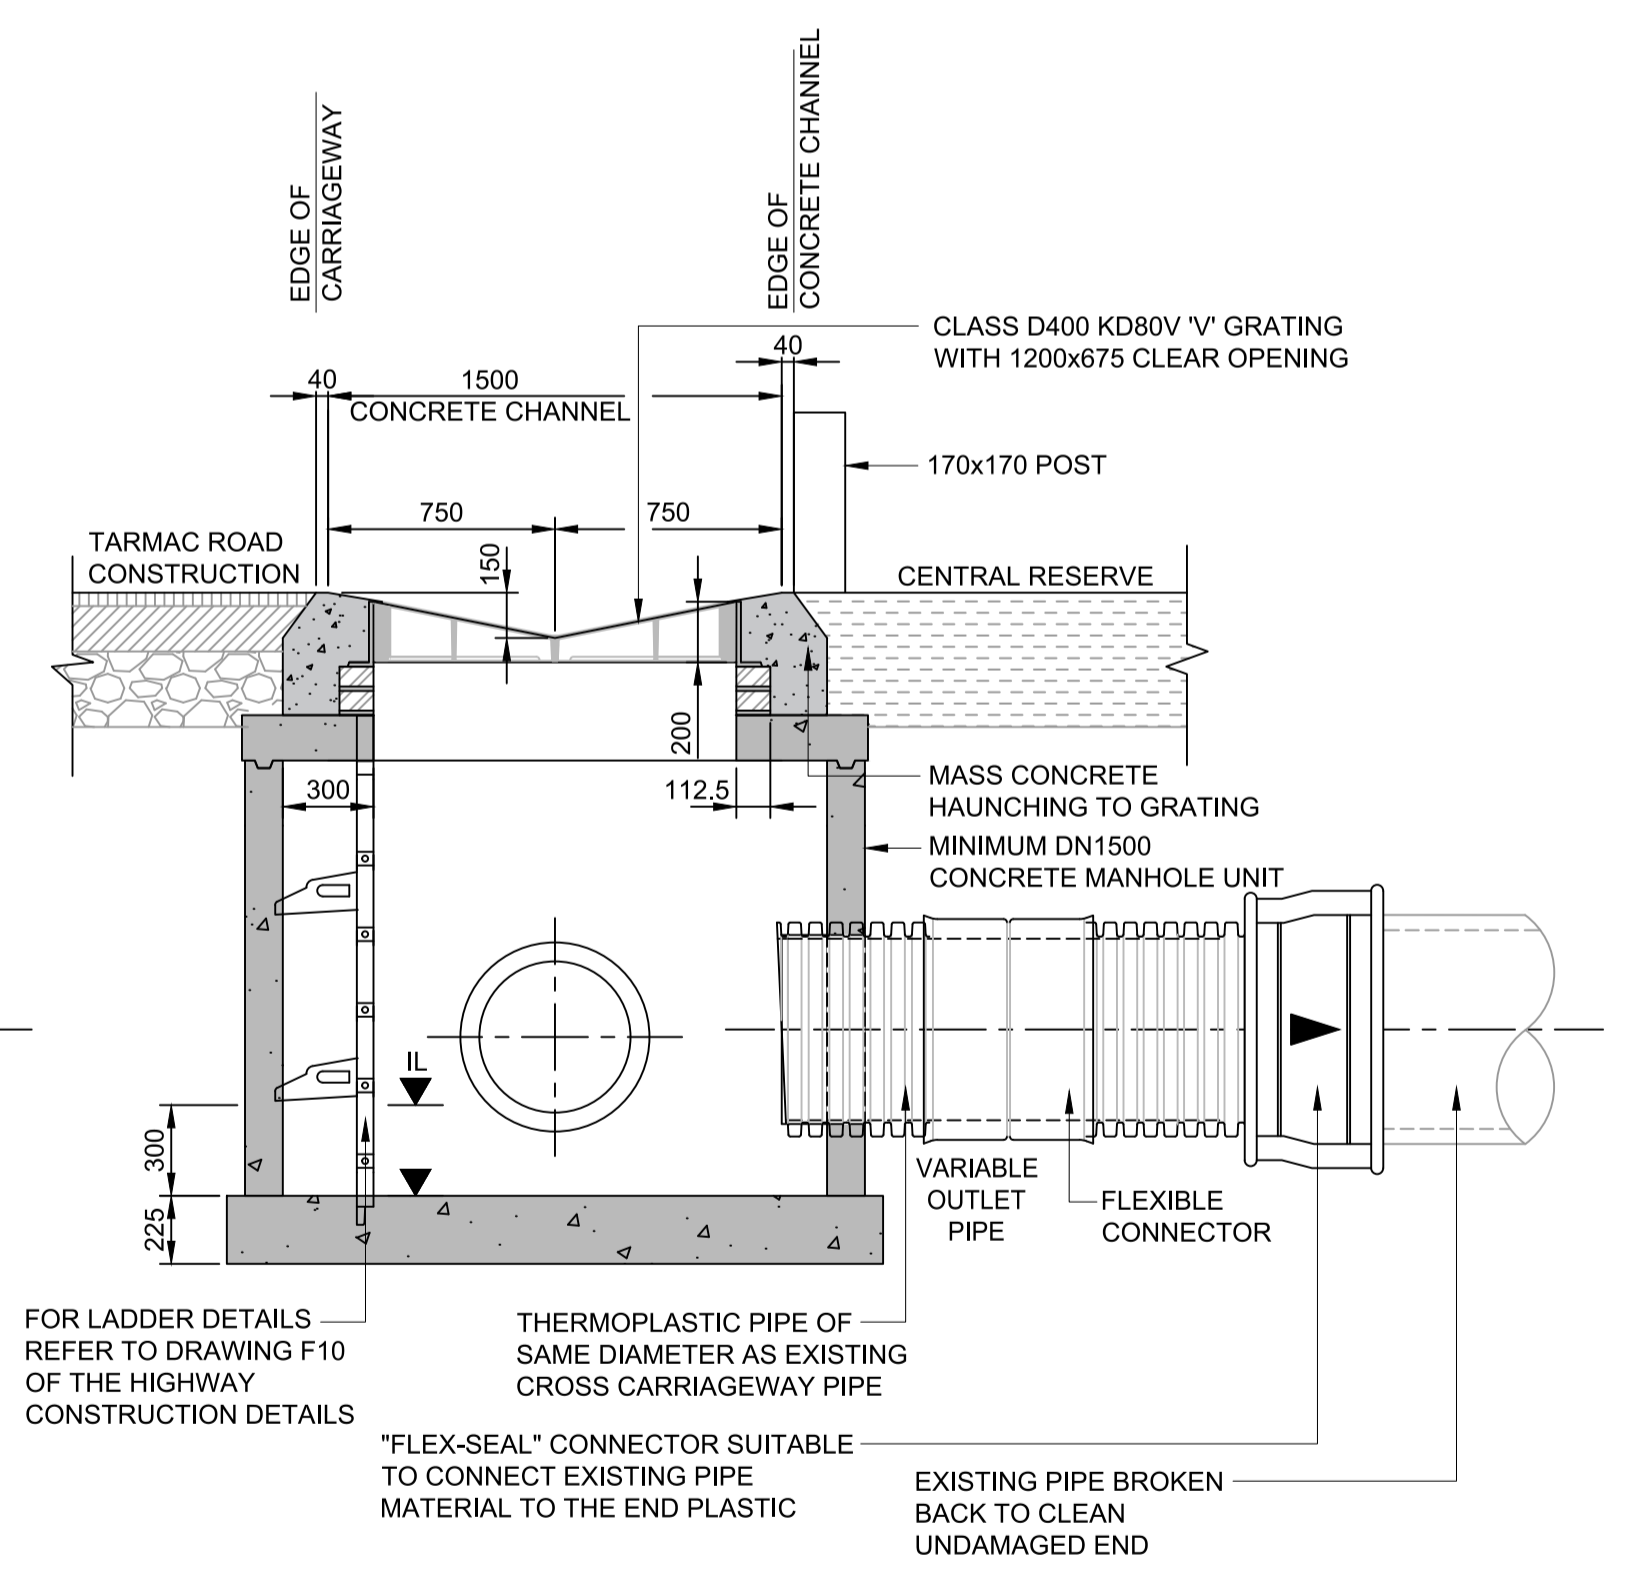 EDGE OF
CARRIAGEWAY
EDGE OF
CONCRETE CHANNEL
CLASS D400 KD80V 'V' GRATING
WITH 1200x675 CLEAR OPENING
40
40
1500
CONCRETE CHANNEL
170x170 POST
750
750
TARMAC ROAD
CONSTRUCTION
150
CENTRAL RESERVE
200
MASS CONCRETE
HAUNCHING TO GRATING
300
112.5
MINIMUM DN1500
CONCRETE MANHOLE UNIT
IL
300
225
VARIABLE
OUTLET
PIPE
FLEXIBLE
CONNECTOR
FOR LADDER DETAILS
REFER TO DRAWING F10
OF THE HIGHWAY
CONSTRUCTION DETAILS
THERMOPLASTIC PIPE OF
SAME DIAMETER AS EXISTING
CROSS CARRIAGEWAY PIPE
"FLEX-SEAL" CONNECTOR SUITABLE
TO CONNECT EXISTING PIPE
MATERIAL TO THE END PLASTIC
EXISTING PIPE BROKEN
BACK TO CLEAN
UNDAMAGED END